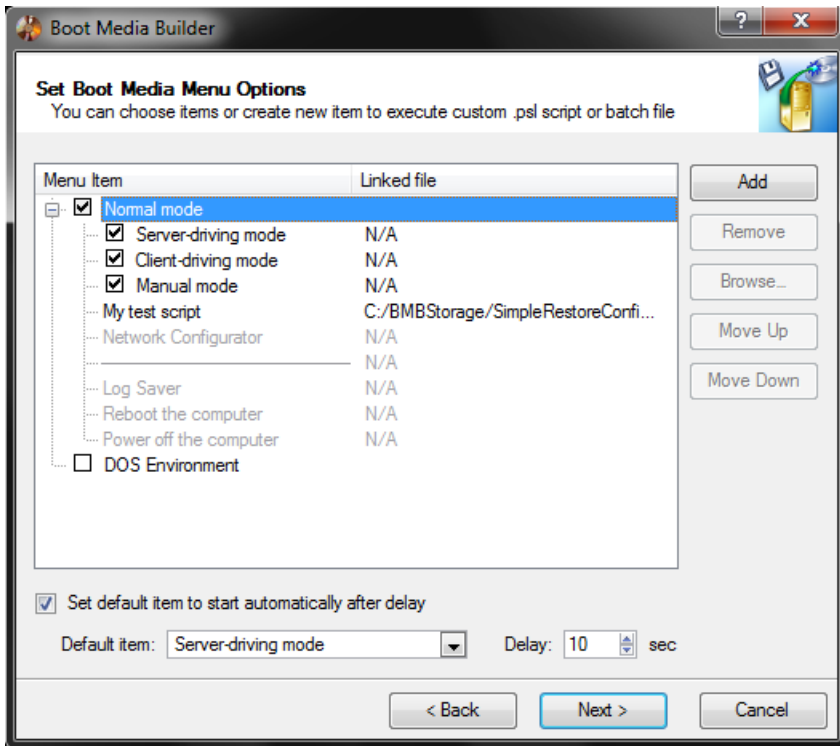 Boot Media Builder
?
X
Set Boot Media Menu Options
You can choose items or create new item to execute custom .psl script or batch file
Menu Item Linked file
Normal mode
Server-driving mode N/A
Client-driving mode N/A
Manual mode N/A
My test script C:/BMBStorage/SimpleRestoreConfi...
Network Configurator N/A
N/A
Log Saver N/A
Reboot the computer N/A
Power off the computer N/A
DOS Environment
Add
Remove
Browse...
Move Up
Move Down
Set default item to start automatically after delay
Default item: Server-driving mode Delay: 10 sec
< Back Next > Cancel